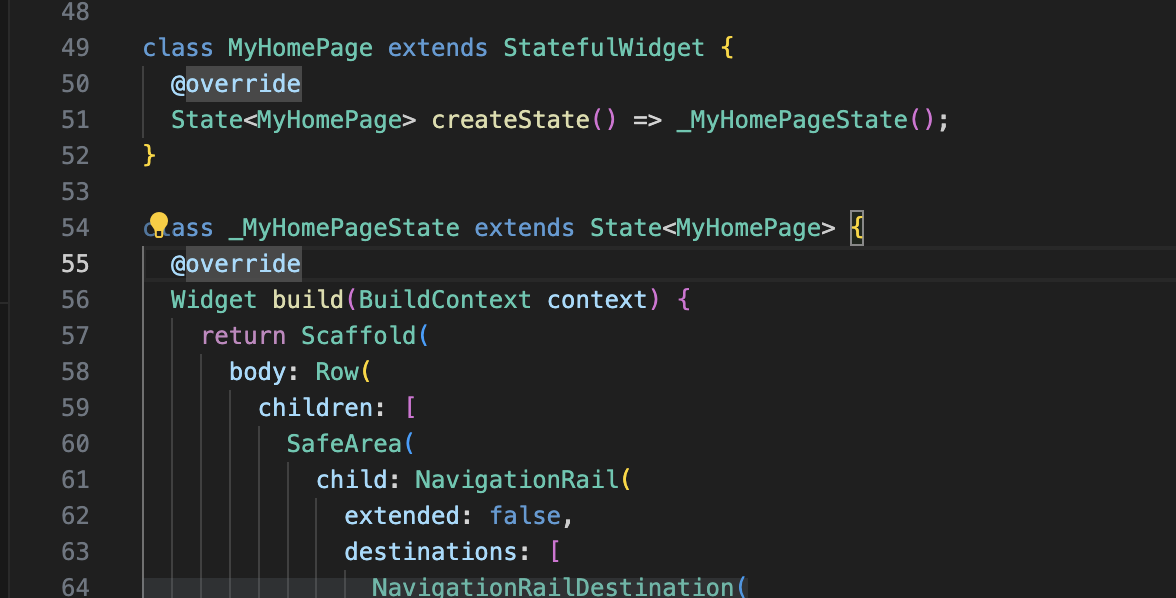 48
49 class MyHomePage extends StatefulWidget {
50 @override
51 State<MyHomePage> createState() => _MyHomePageState();
52 }
53
54 class _MyHomePageState extends State<MyHomePage> {
55 @override
56 Widget build(BuildContext context) {
57 return Scaffold(
58 body: Row(
59 children: [
60 SafeArea(
61 child: NavigationRail(
62 extended: false,
63 destinations: [
64 NavigationRailDestination(